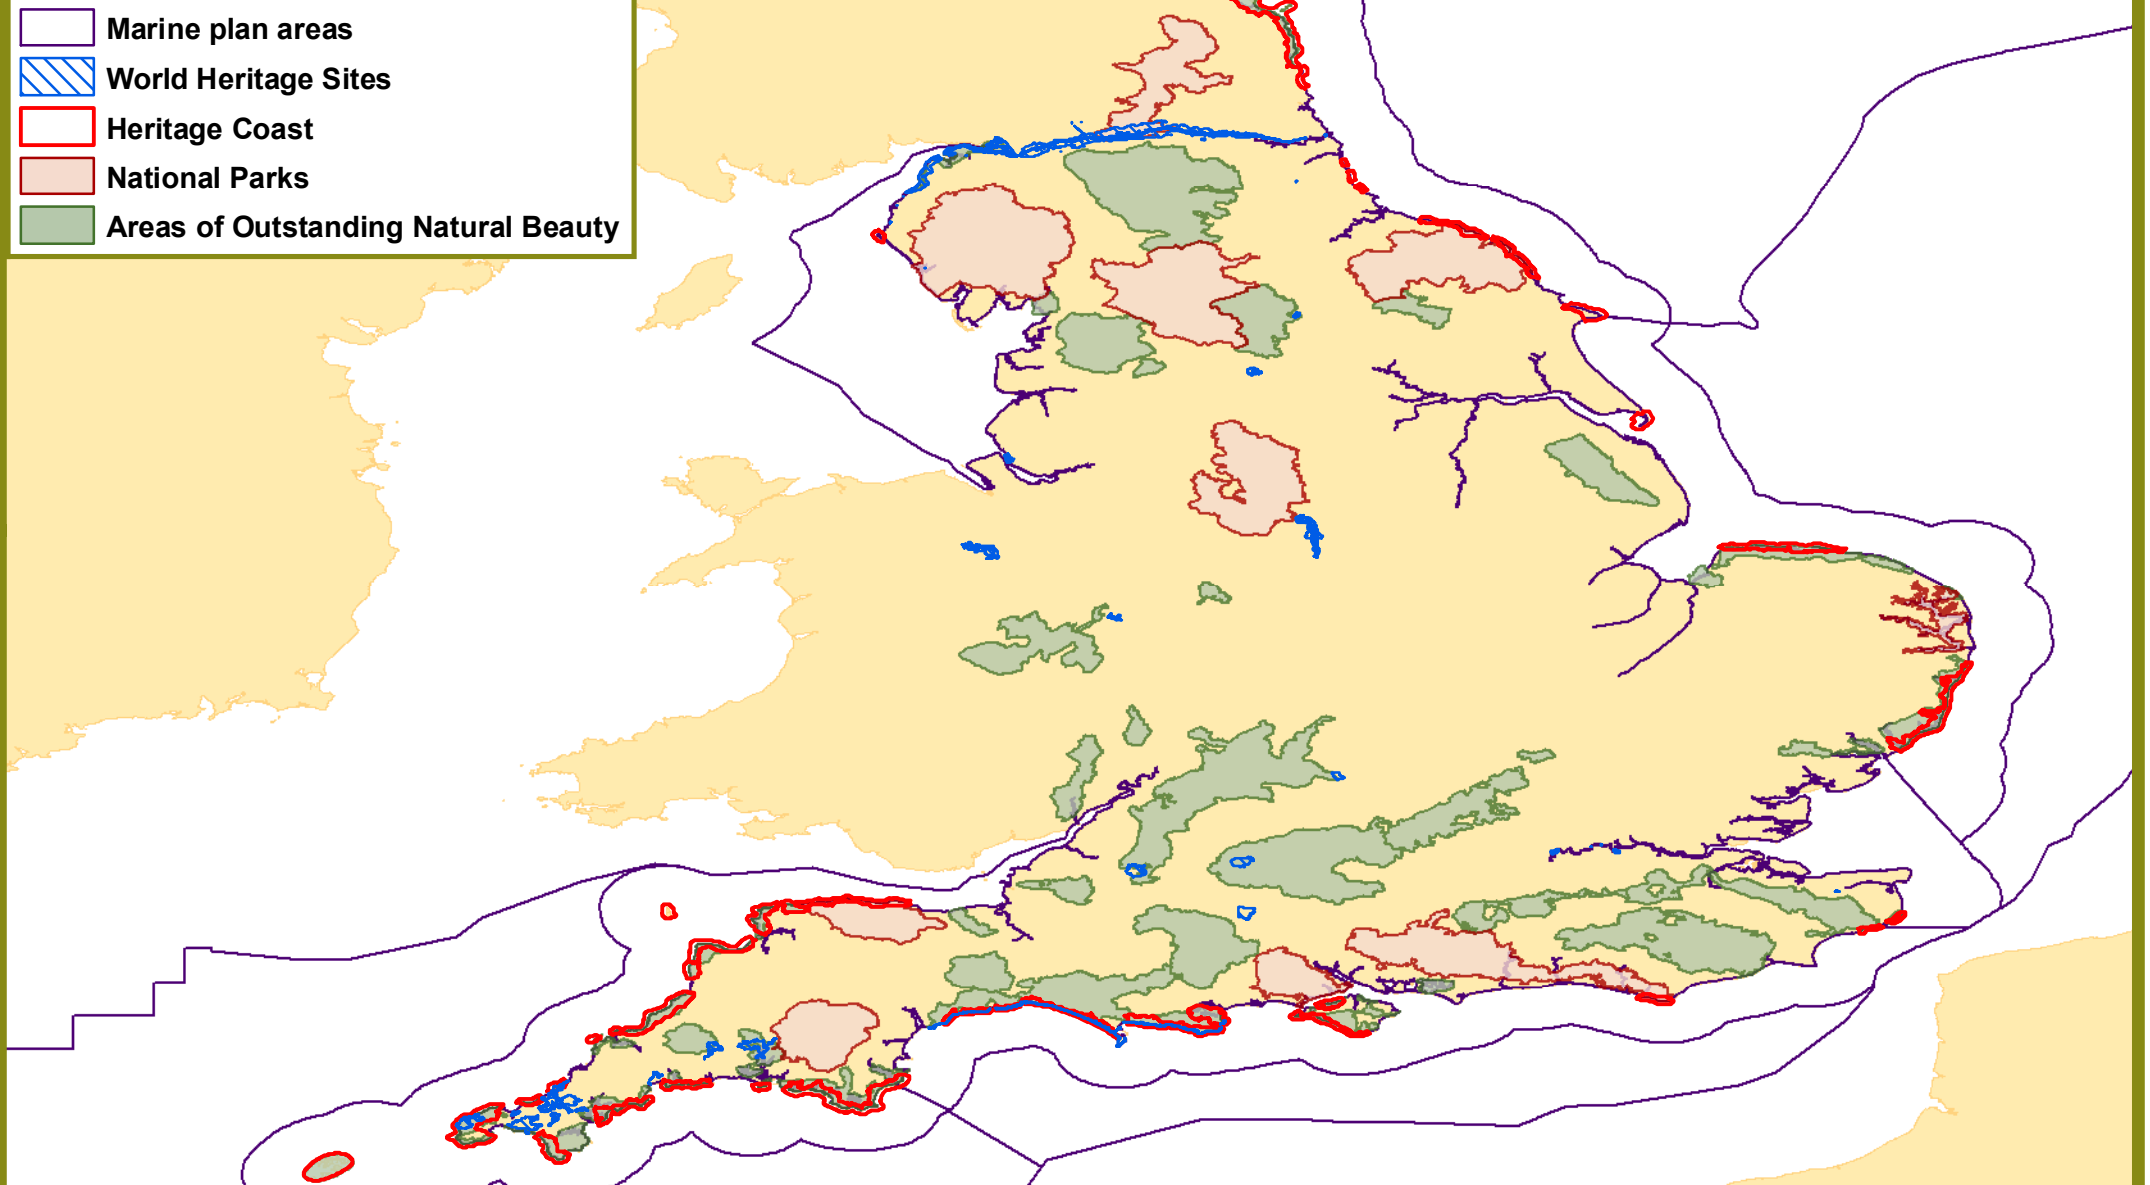 Marine plan areas
World Heritage Sites
Heritage Coast
National Parks
Areas of Outstanding Natural Beauty